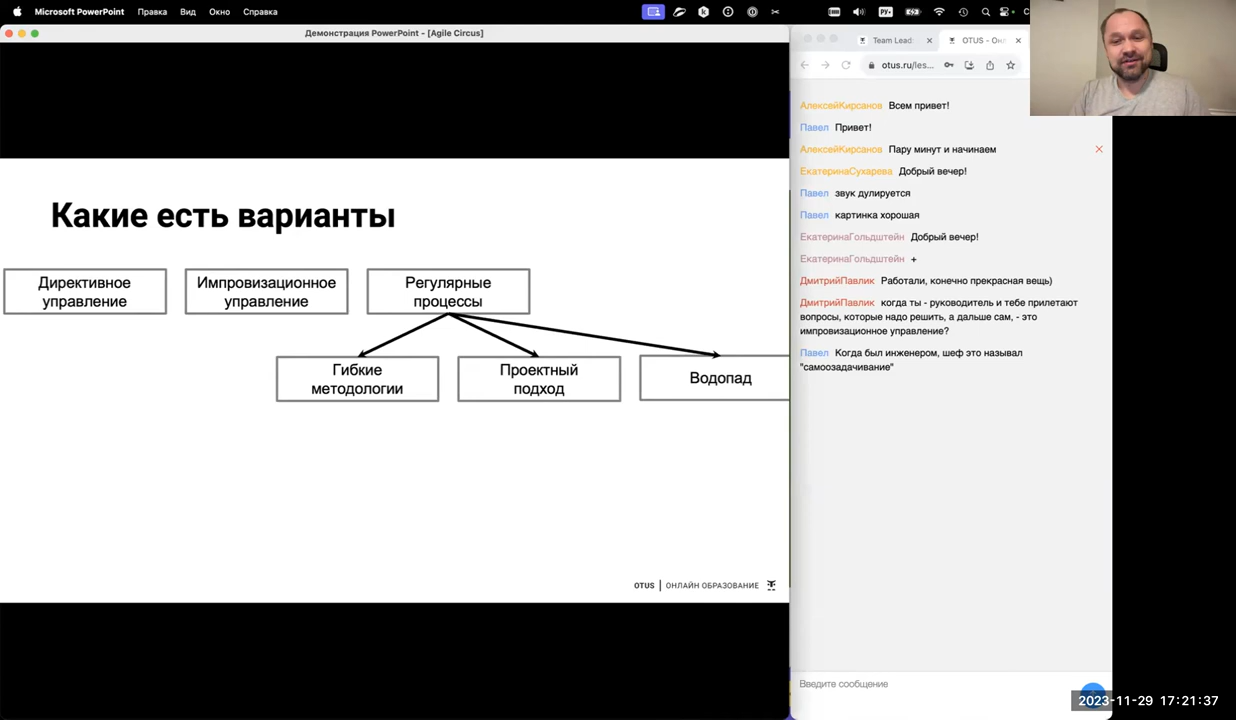 Microsoft PowerPoint Правка Вид Окно Справка
РУ
Демонстрация PowerPoint - [Agile Circus]
Team Lead:
OTUS - Онл
otus.ru/les...
Какие есть варианты
Директивное
управление
Импровизационное
управление
Регулярные
процессы
Гибкие
методологии
Проектный
подход
Водопад
OTUS | ОНЛАЙН ОБРАЗОВАНИЕ
АлексейКирсанов Всем привет!
Павел Привет!
АлексейКирсанов Пару минут и начинаем
ЕкатеринаСухарева Добрый вечер!
Павел звук дулируется
Павел картинка хорошая
ЕкатеринаГольдштейн Добрый вечер!
ЕкатеринаГольдштейн +
ДмитрийПавлик Работали, конечно прекрасная вещь)
ДмитрийПавлик когда ты - руководитель и тебе прилетают
вопросы, которые надо решить, а дальше сам, - это
импровизационное управление?
Павел Когда был инженером, шеф это называл
"самоозадачивание"
Введите сообщение
2023-11-29 17:21:37